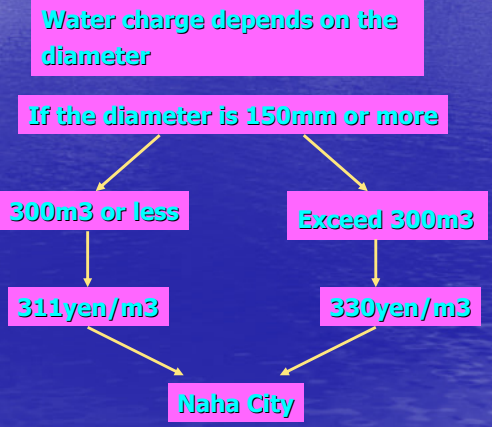 Water charge depends on the
diameter
If the diameter is 150mm or more
300m3 or less
Exceed 300m3
311yen/m3
330yen/m3
Naha City